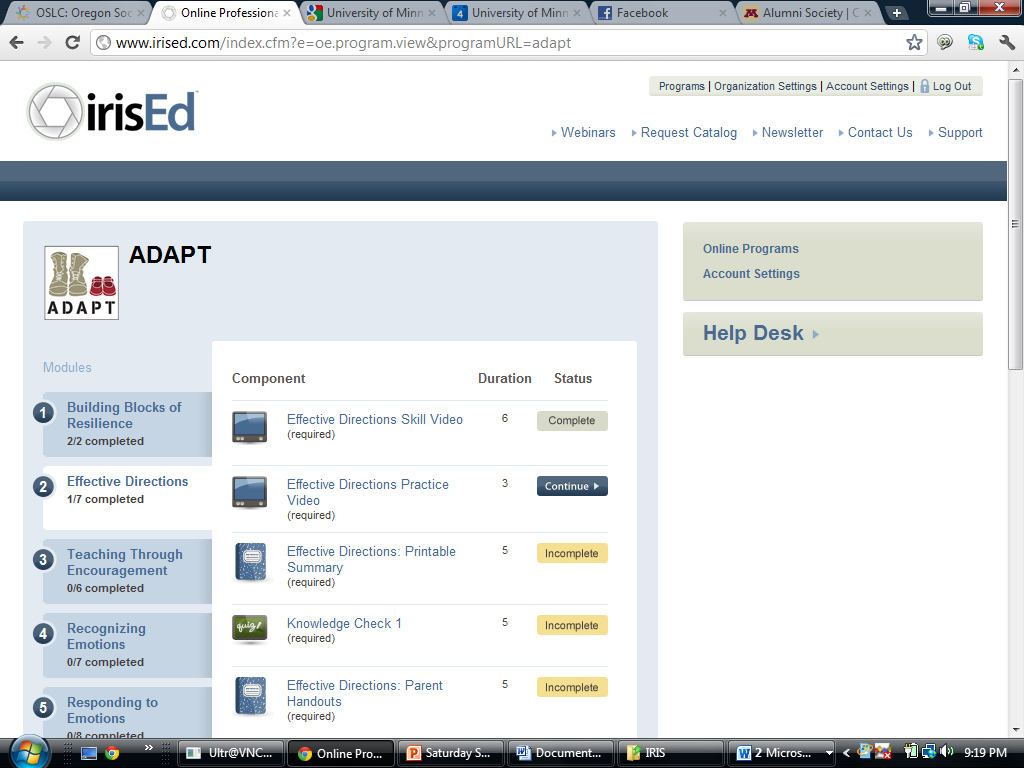 OSLC: Oregon Soc
Online Professiona
University of Minn
4 University of Minn
Facebook
Alumni Society | C
www.irised.com/index.cfm?e=oe.program.view&programURL=adapt
irisEd
Programs | Organization Settings | Account Settings | Log Out
Webinars Request Catalog Newsletter Contact Us Support
ADAPT
ADAPT
Online Programs
Account Settings
Help Desk
Modules
1 Building Blocks of
Resilience
2/2 completed
2 Effective Directions
1/7 completed
3 Teaching Through
Encouragement
0/6 completed
4 Recognizing
Emotions
0/7 completed
5 Responding to
Emotions
0/8 completed
Component Duration Status
Effective Directions Skill Video 6 Complete
(required)
Effective Directions Practice 3 Continue
Video
(required)
Effective Directions: Printable 5 Incomplete
Summary
(required)
quiz! Knowledge Check 1 5 Incomplete
(required)
Effective Directions: Parent 5 Incomplete
Handouts
(required)
Ultr@VNC...
Online Pro...
Saturday S...
Document...
IRIS
2 Micros...
9:19 PM